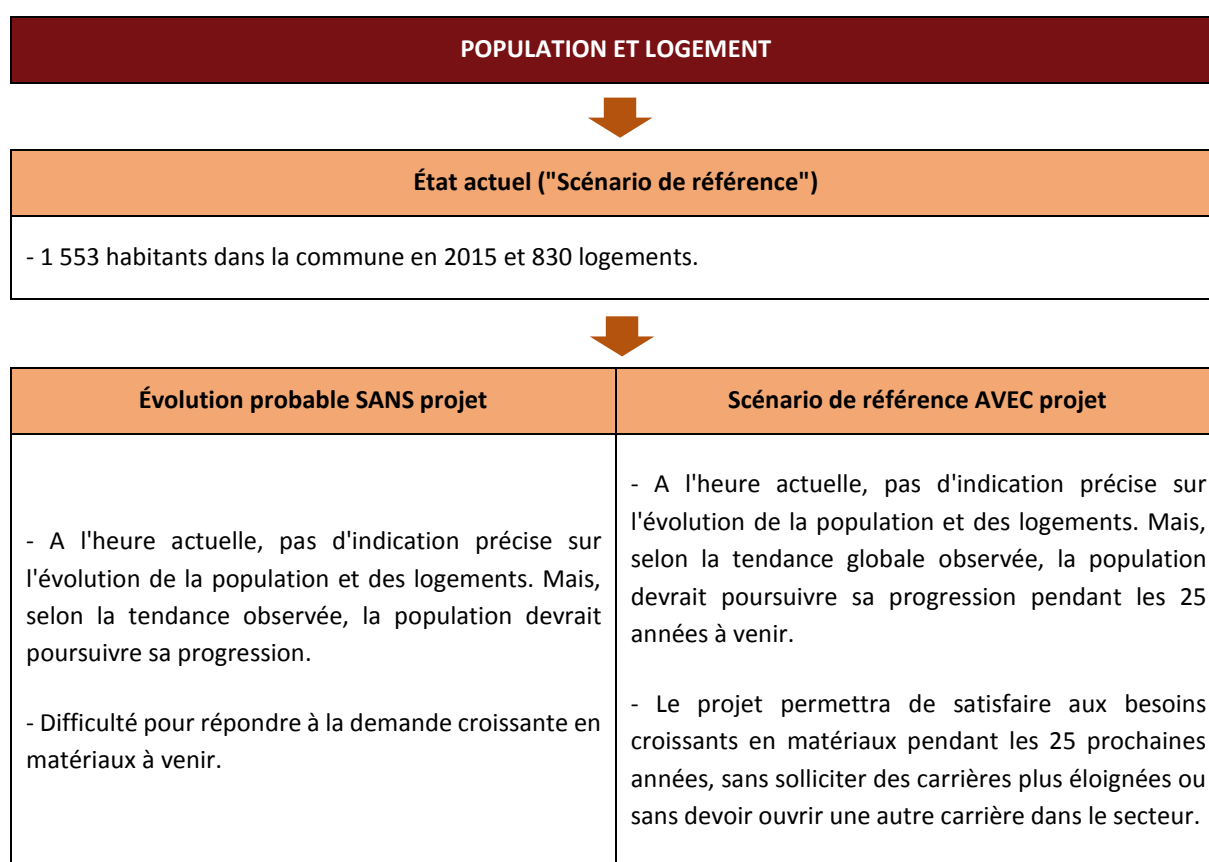 POPULATION ET LOGEMENT
État actuel ("Scénario de référence")
- 1 553 habitants dans la commune en 2015 et 830 logements.
Évolution probable SANS projet
- A l'heure actuelle, pas d'indication précise sur
l'évolution de la population et des logements. Mais,
selon la tendance observée, la population devrait
poursuivre sa progression.
- Difficulté pour répondre à la demande croissante en
matériaux à venir.
Scénario de référence AVEC projet
- A l'heure actuelle, pas d'indication précise sur
l'évolution de la population et des logements. Mais,
selon la tendance globale observée, la population
devrait poursuivre sa progression pendant les 25
années à venir.
- Le projet permettra de satisfaire aux besoins
croissants en matériaux pendant les 25 prochaines
années, sans solliciter des carrières plus éloignées ou
sans devoir ouvrir une autre carrière dans le secteur.